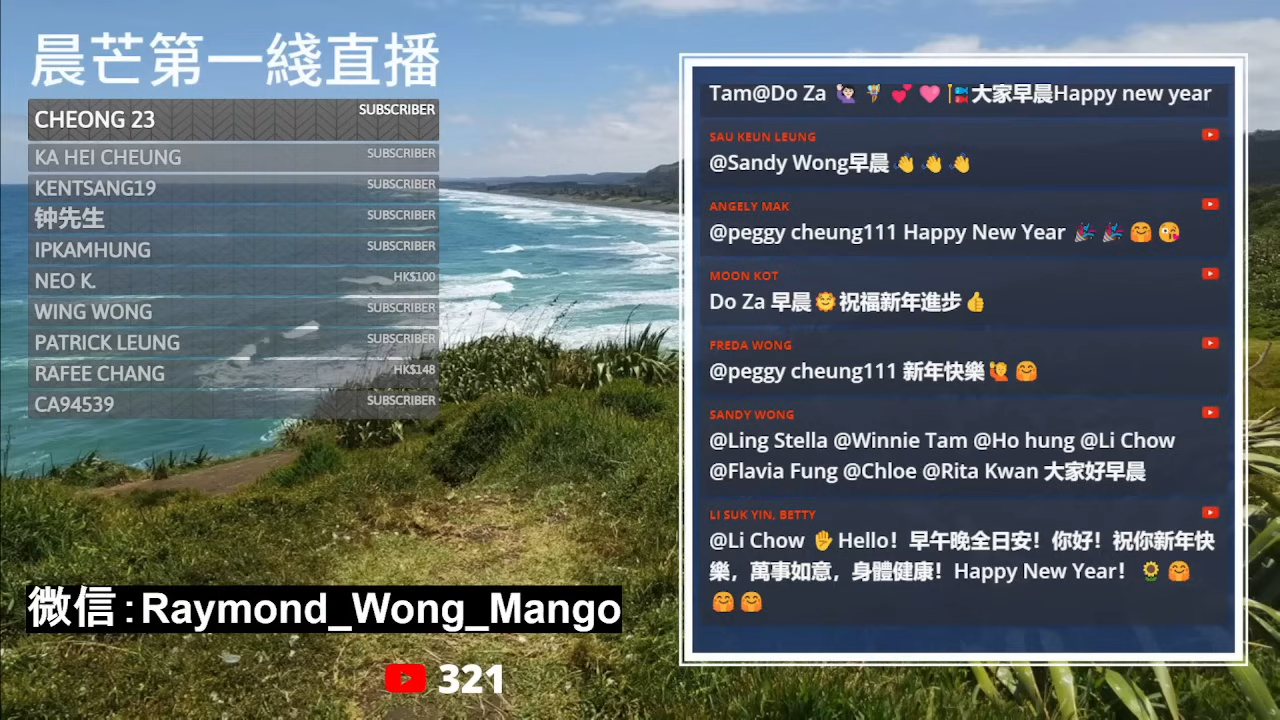 晨芒第一綫直播
CHEONG 23 SUBSCRIBER
KA HEI CHEUNG SUBSCRIBER
KENTSANG19 SUBSCRIBER
钟先生 SUBSCRIBER
IPKAMHUNG SUBSCRIBER
NEO K. HK$100
WING WONG SUBSCRIBER
PATRICK LEUNG SUBSCRIBER
RAFEE CHANG HK$148
CA94539 SUBSCRIBER
微信:Raymond_Wong_Mango
321
Tam@Do Za 🙋🏻‍♀️ 🧚 💕 💗 🎏大家早晨Happy new year
SAU KEUN LEUNG
@Sandy Wong早晨👋 👋 👋
ANGELY MAK
@peggy cheung111 Happy New Year 🎉 🎉 🤗 😘
MOON KOT
Do Za 早晨🌞祝福新年進步👍
FREDA WONG
@peggy cheung111 新年快樂🙋 🤗
SANDY WONG
@Ling Stella @Winnie Tam @Ho hung @Li Chow
@Flavia Fung @Chloe @Rita Kwan 大家好早晨
LI SUK YIN, BETTY
@Li Chow ✋Hello！早午晚全日安！你好！祝你新年快
樂，萬事如意，身體健康！Happy New Year！ 🌻 🤗
🤗 🤗